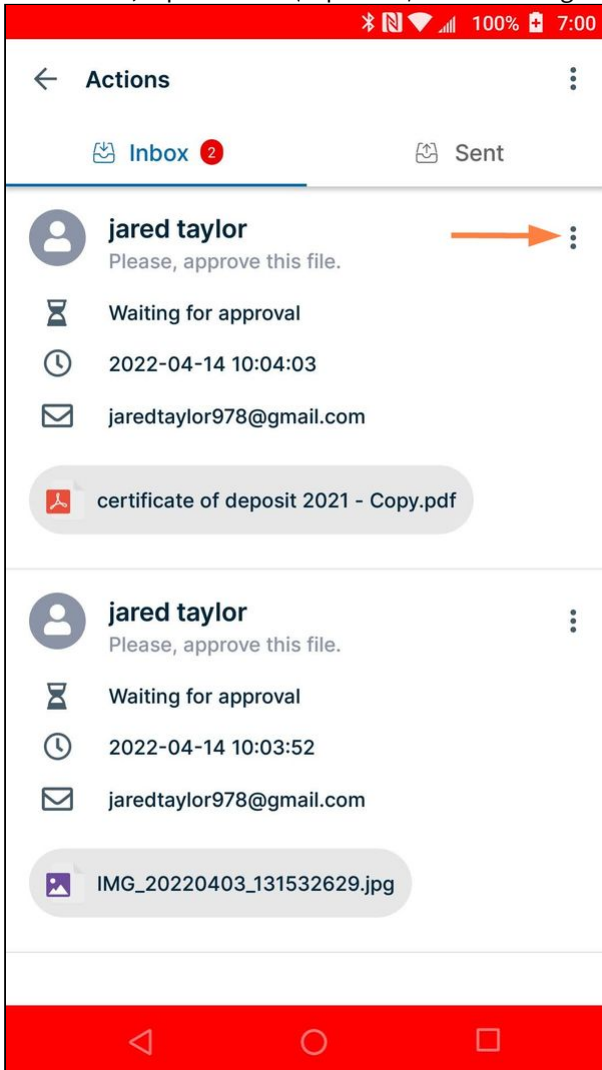 100% 7:00
Actions
Inbox 2 Sent
jared taylor
Please, approve this file.
Waiting for approval
2022-04-14 10:04:03
jaredtaylor978@gmail.com
certificate of deposit 2021 - Copy.pdf
jared taylor
Please, approve this file.
Waiting for approval
2022-04-14 10:03:52
jaredtaylor978@gmail.com
IMG_20220403_131532629.jpg